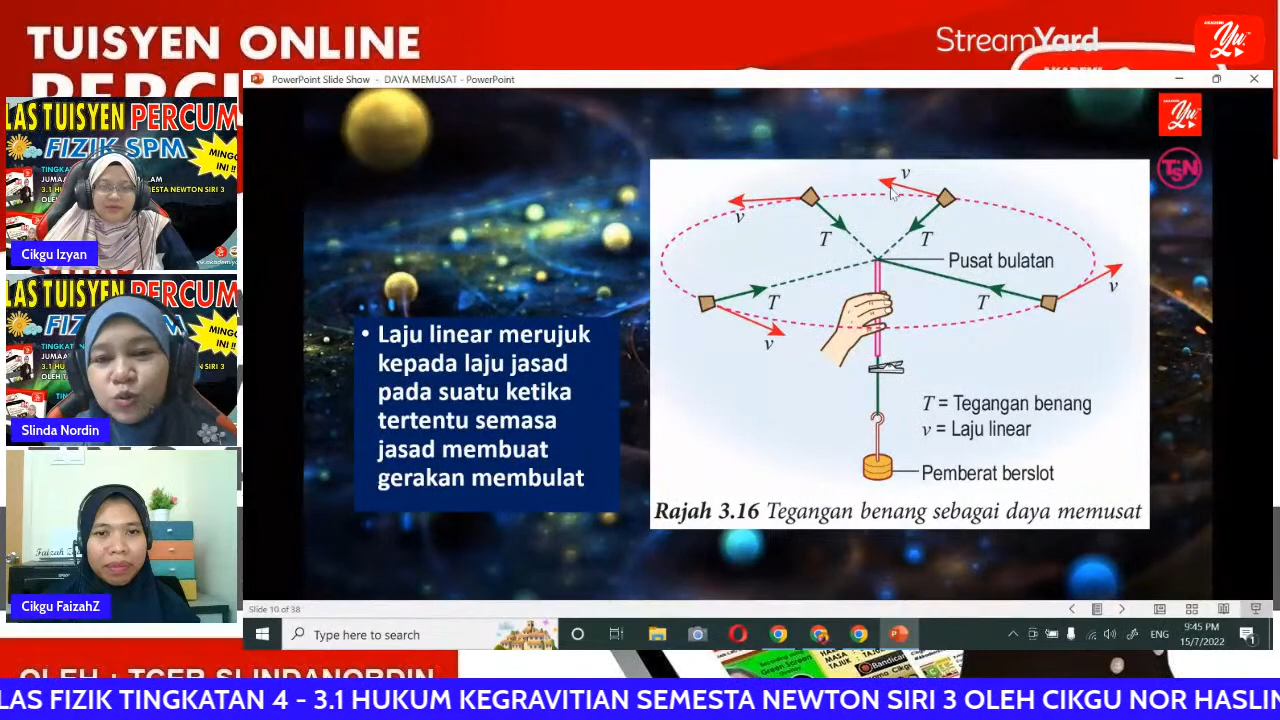 TUISYEN ONLINE
StreamYard
PowerPoint Slide Show - DAYA MEMUSAT - PowerPoint
LAS TUISYEN PERCUM
FIZIK SPM
MINGG
INI !!
Cikgu Izyan
LAS TUISYEN PERCUM
MINGG
INI !!
Slinda Nordin
Cikgu FaizahZ
• Laju linear merujuk
kepada laju jasad
pada suatu ketika
tertentu semasa
jasad membuat
gerakan membulat
v
v
T
T
Pusat bulatan
T
T
v
v
T = Tegangan benang
v = Laju linear
Pemberat berslot
Rajah 3.16 Tegangan benang sebagai daya memusat
Slide 10 of 38
Type here to search
ENG
9:45 PM
15/7/2022
OLEH : TCER SLINDANORDIN
LAS FIZIK TINGKATAN 4 - 3.1 HUKUM KEGRAVITIAN SEMESTA NEWTON SIRI 3 OLEH CIKGU NOR HASLIN